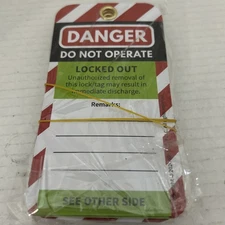 DANGER
DO NOT OPERATE
LOCKED OUT
Unauthorized removal of
this lock/tag may result in
immediate discharge.
Remarks:
SEE OTHER SIDE